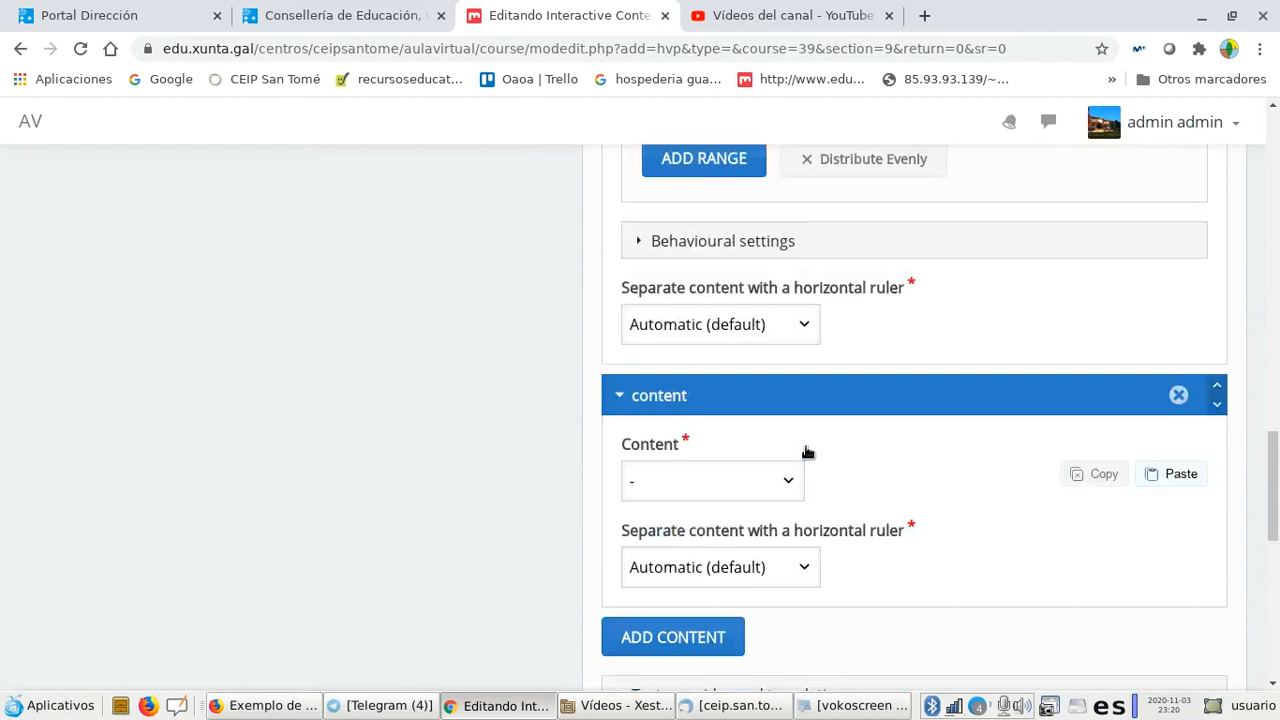 Portal Dirección
Consellería de Educación,
Editando Interactive Conte
Vídeos del canal - YouTube
edu.xunta.gal/centros/ceipsantome/aulavirtual/course/modedit.php?add=hvp&type=&course=39&section=9&return=0&sr=0
Aplicaciones
Google
CEIP San Tomé
recursoseducat...
Oaoa | Trello
hospederia gua...
http://www.edu...
85.93.93.139/~...
»
Otros marcadores
AV
admin admin
ADD RANGE
Distribute Evenly
Behavioural settings
Separate content with a horizontal ruler *
Automatic (default)
content
Content *
-
Copy
Paste
Separate content with a horizontal ruler *
Automatic (default)
ADD CONTENT
Aplicativos
Exemplo de ...
[Telegram (4)]
Editando Int...
Vídeos - Xest...
[ceip.san.to...
[vokoscreen ...
es
2020-11-03
23:20
usuario